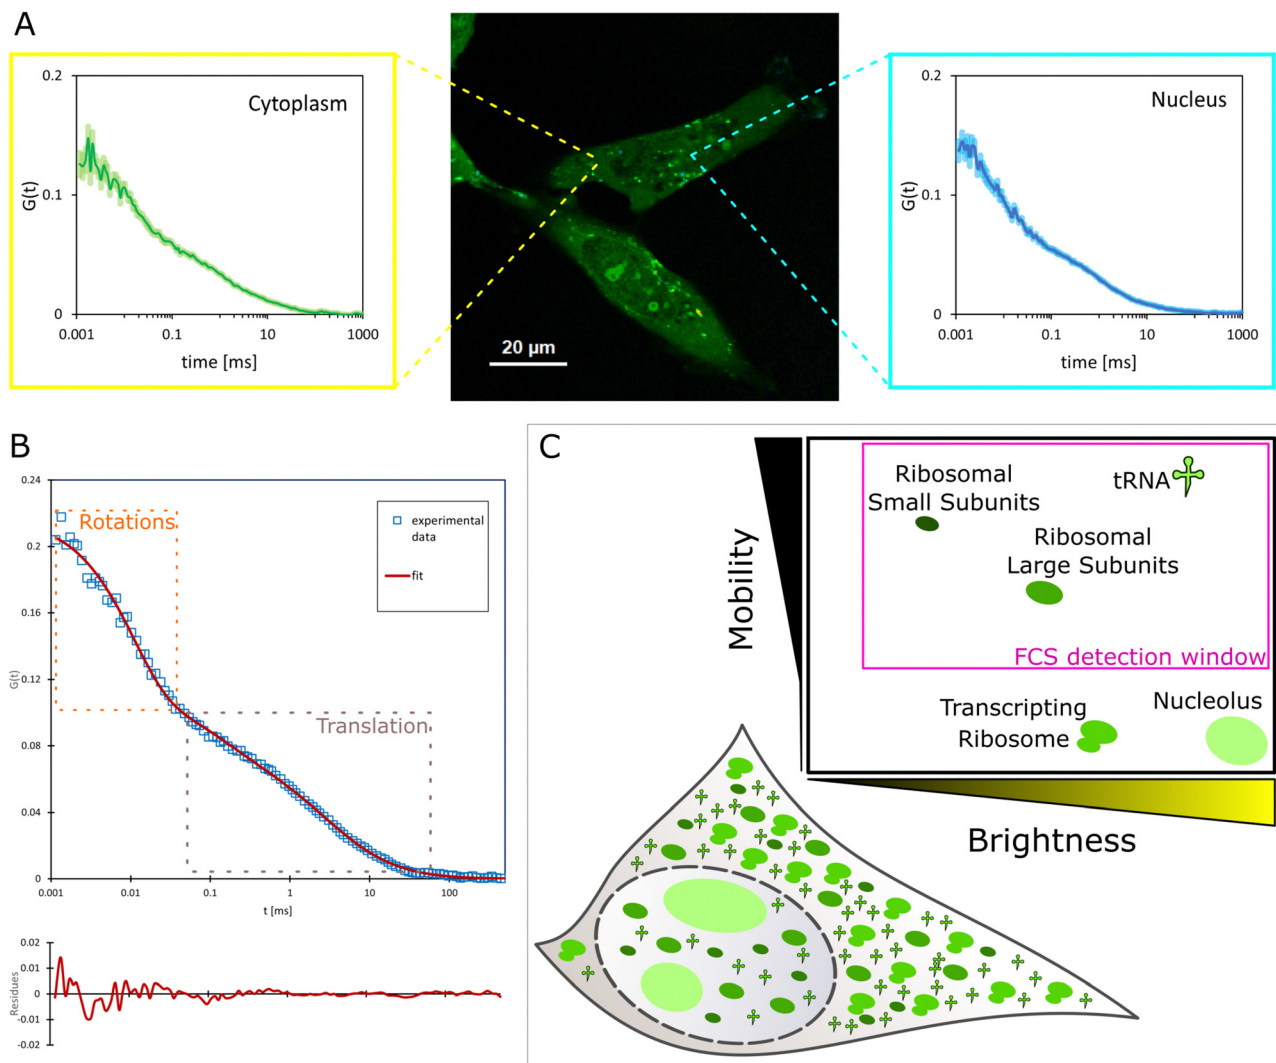 A
0.2
Cytoplasm
0.1
G(t)
0
0.001
0.1
10
1000
time [ms]
20 µm
0.2
Nucleus
0.1
G(t)
0
0.001
0.1
10
1000
time [ms]
B
0.24
Rotations
experimental
data
fit
0.2
0.16
0.12
Translation
0.08
0.04
0
G(t)
0.001
0.01
0.1
1
10
100
t [ms]
0.02
0.01
0
-0.01
-0.02
Residues
C
Mobility
Ribosomal
Small Subunits
tRNA
Ribosomal
Large Subunits
FCS detection window
Transcripting
Ribosome
Nucleolus
Brightness